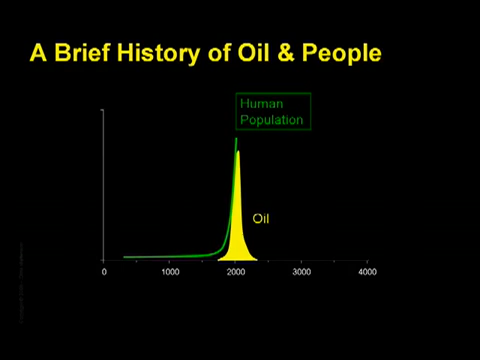 A Brief History of Oil & People
Human
Population
Oil
0
1000
2000
3000
4000